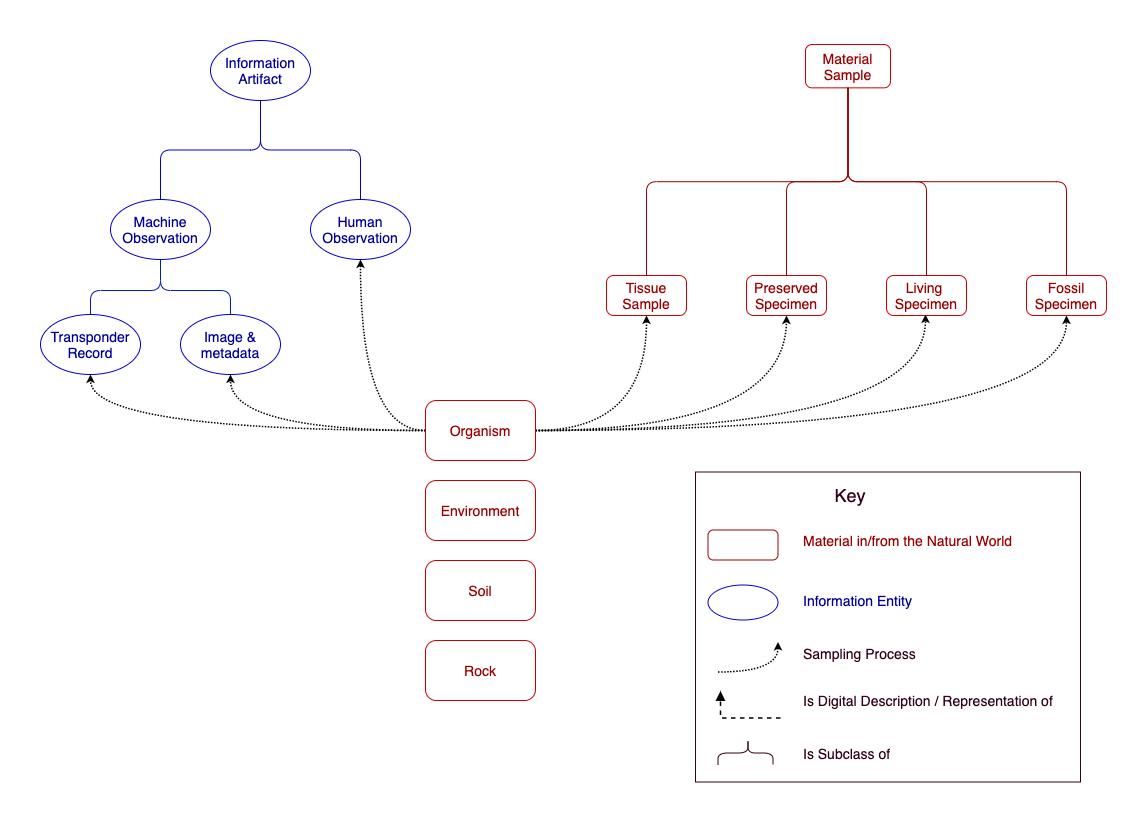 Information
Artifact
Material
Sample
Machine
Observation
Human
Observation
Tissue
Sample
Preserved
Specimen
Living
Specimen
Fossil
Specimen
Transponder
Record
Image &
metadata
Organism
Environment
Soil
Rock
Key
Material in/from the Natural World
Information Entity
Sampling Process
Is Digital Description / Representation of
Is Subclass of